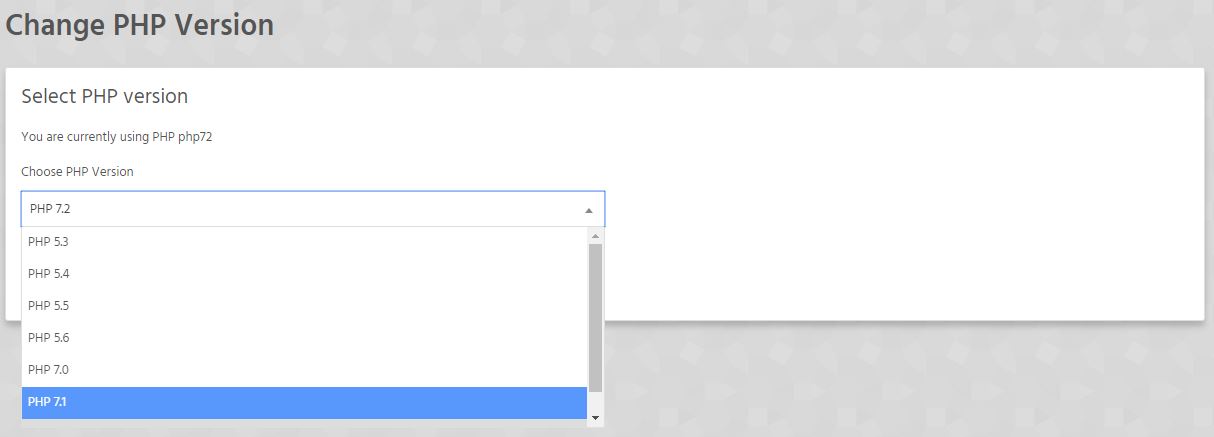 Change PHP Version
Select PHP version
You are currently using PHP php72
Choose PHP Version
PHP 7.2
PHP 5.3
PHP 5.4
PHP 5.5
PHP 5.6
PHP 7.0
PHP 7.1